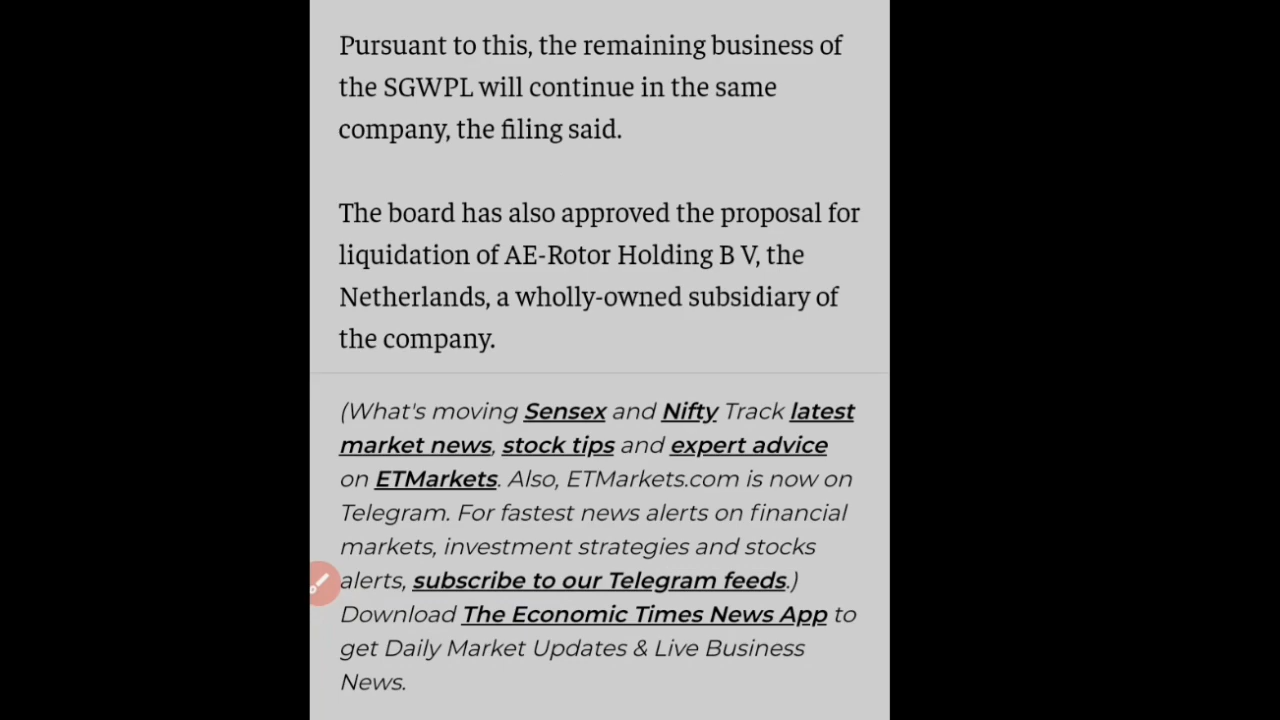 Pursuant to this, the remaining business of
the SGWPL will continue in the same
company, the filing said.
The board has also approved the proposal for
liquidation of AE-Rotor Holding B V, the
Netherlands, a wholly-owned subsidiary of
the company.
(What's moving Sensex and Nifty Track latest
market news, stock tips and expert advice
on ETMarkets. Also, ETMarkets.com is now on
Telegram. For fastest news alerts on financial
markets, investment strategies and stocks
alerts, subscribe to our Telegram feeds.)
Download The Economic Times News App to
get Daily Market Updates & Live Business
News.